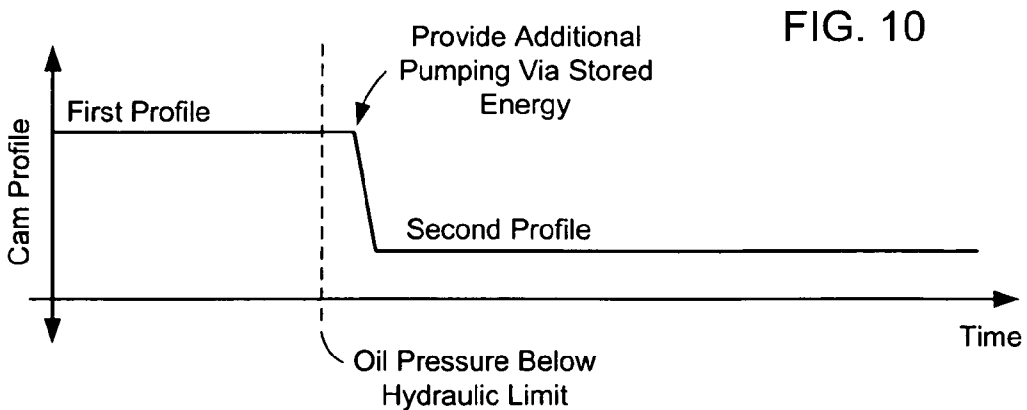 FIG. 10
Provide Additional
Pumping Via Stored
Energy
First Profile
Cam Profile
Second Profile
Time
Oil Pressure Below
Hydraulic Limit